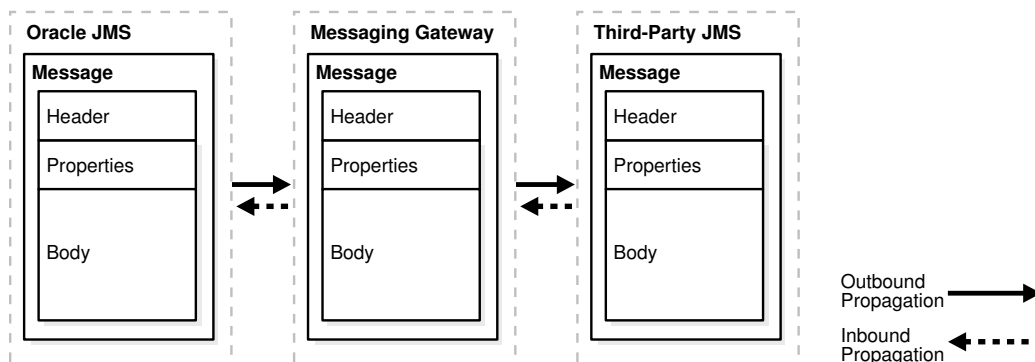 Oracle JMS
Message
Header
Properties
Body
Messaging Gateway
Message
Header
Properties
Body
Third-Party JMS
Message
Header
Properties
Body
Outbound
Propagation
Inbound
Propagation